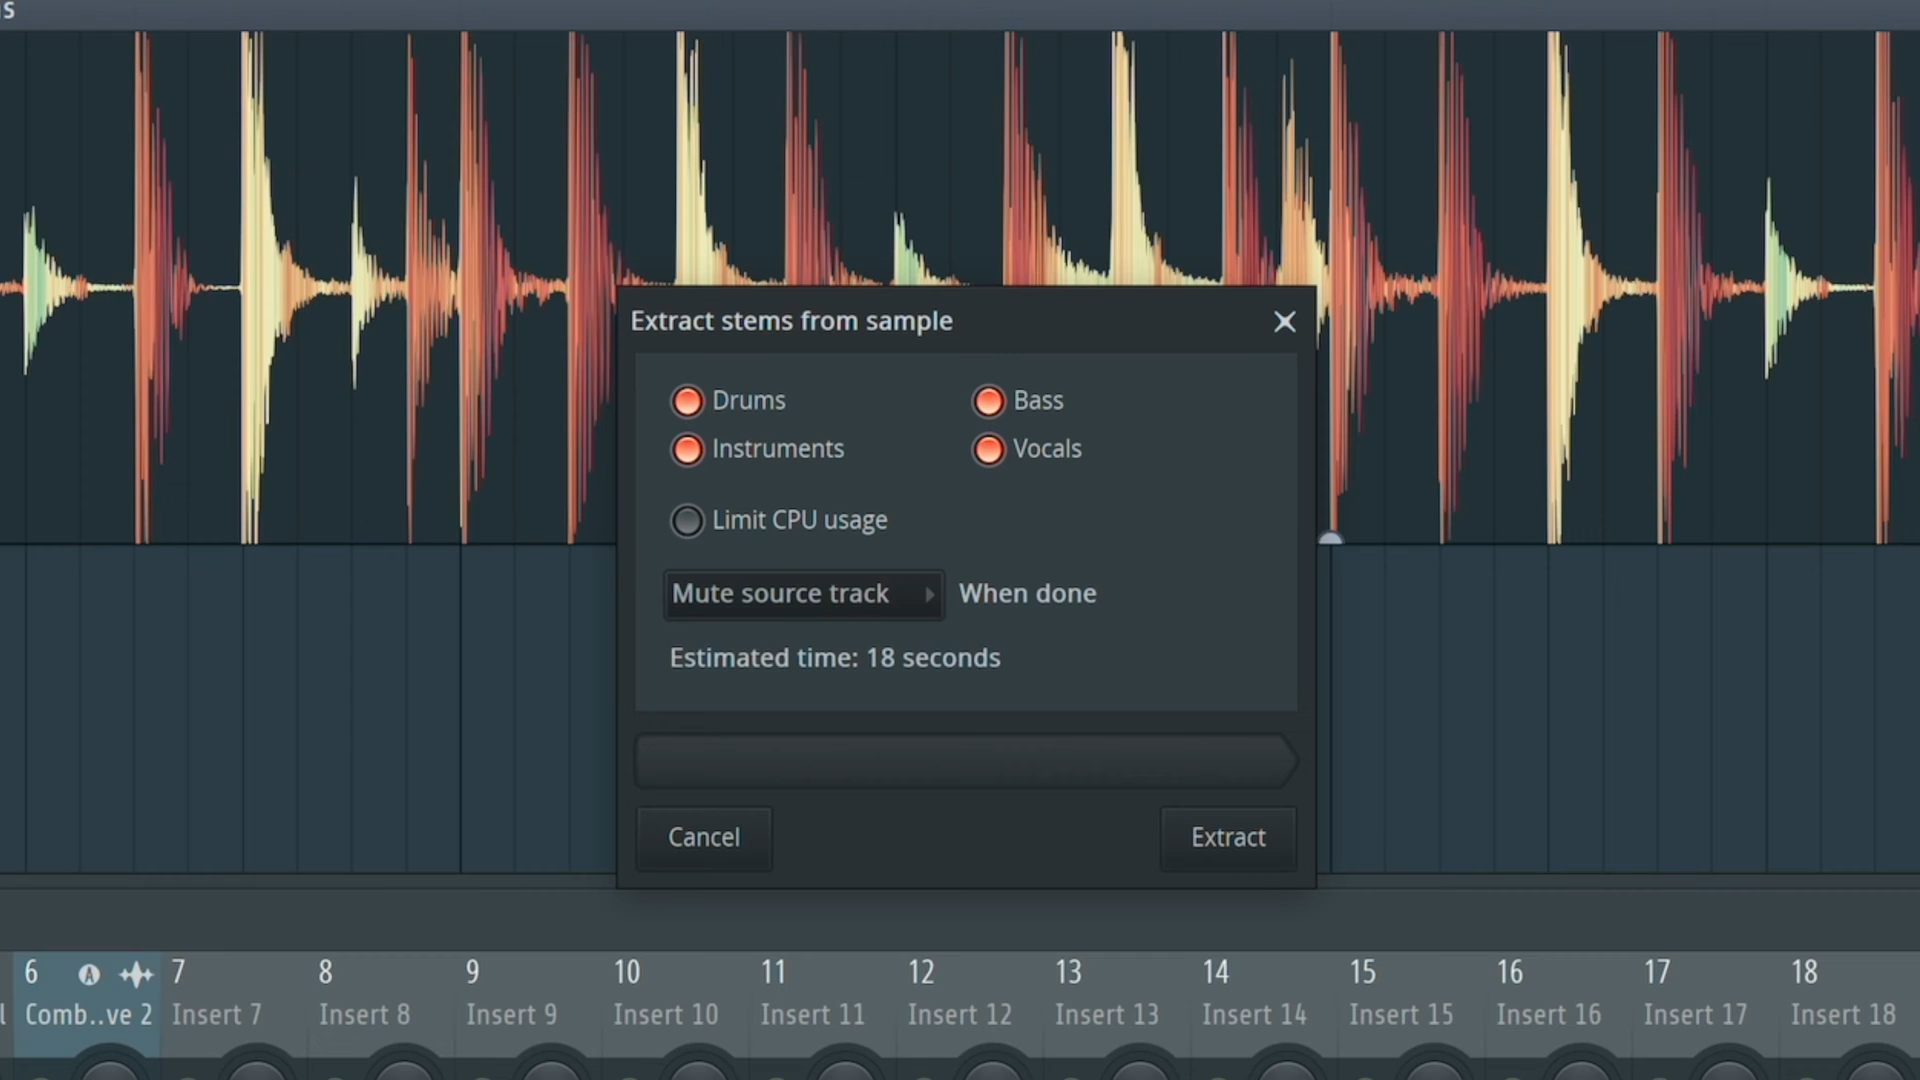 Extract stems from sample
Drums
Bass
Instruments
Vocals
Limit CPU usage
Mute source track
When done
Estimated time: 18 seconds
Cancel
Extract
6 7 8 9 10 11 12 13 14 15 16 17 18
Comb..ve 2 Insert 7 Insert 8 Insert 9 Insert 10 Insert 11 Insert 12 Insert 13 Insert 14 Insert 15 Insert 16 Insert 17 Insert 18